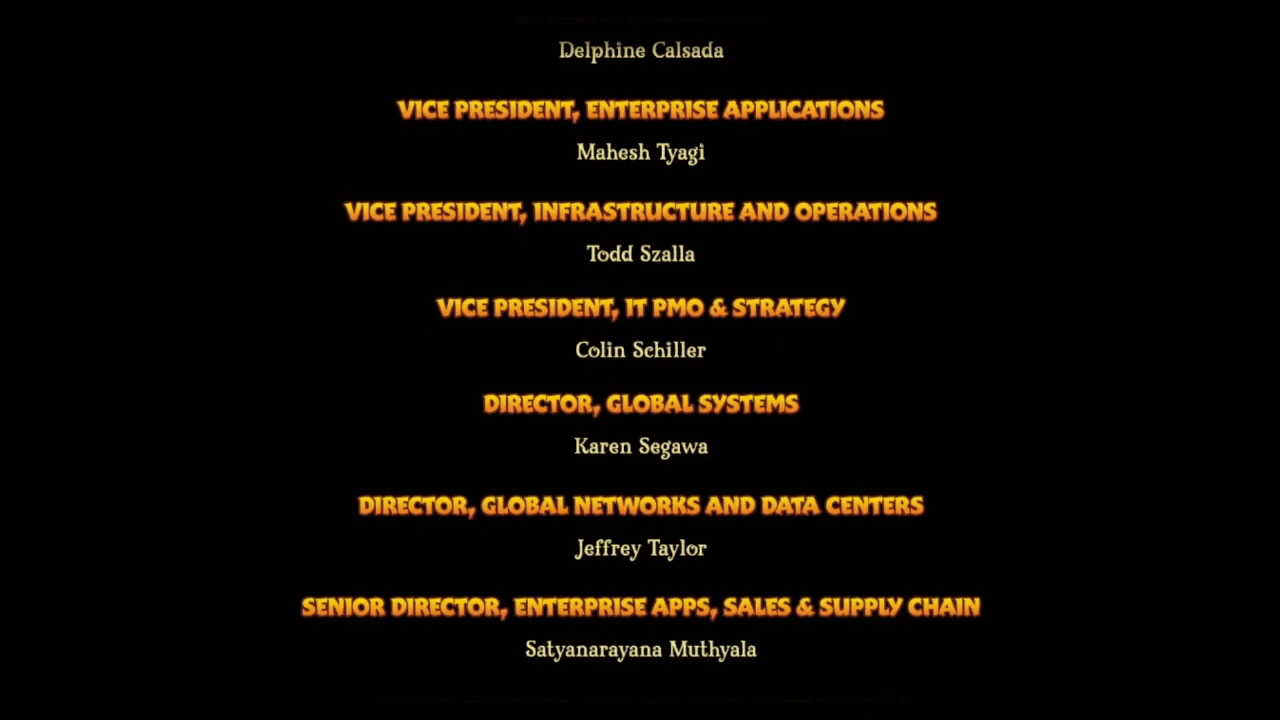 Delphine Calsada
VICE PRESIDENT, ENTERPRISE APPLICATIONS
Mahesh Tyagi
VICE PRESIDENT, INFRASTRUCTURE AND OPERATIONS
Todd Szalla
VICE PRESIDENT, IT PMO & STRATEGY
Colin Schiller
DIRECTOR, GLOBAL SYSTEMS
Karen Segawa
DIRECTOR, GLOBAL NETWORKS AND DATA CENTERS
Jeffrey Taylor
SENIOR DIRECTOR, ENTERPRISE APPS, SALES & SUPPLY CHAIN
Satyanarayana Muthyala